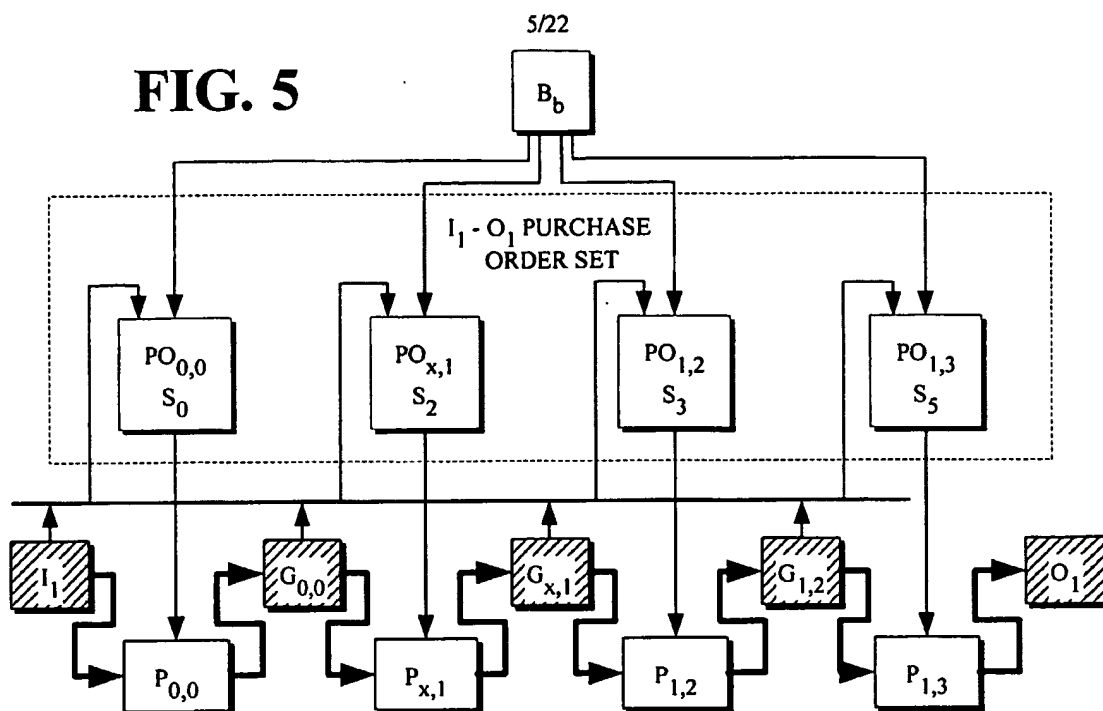 5/22
FIG. 5
B_b
I_1 - O_1 PURCHASE
ORDER SET
PO_0,0
S_0
PO_x,1
S_2
PO_1,2
S_3
PO_1,3
S_5
I_1
G_0,0
G_x,1
G_1,2
O_1
P_0,0
P_x,1
P_1,2
P_1,3